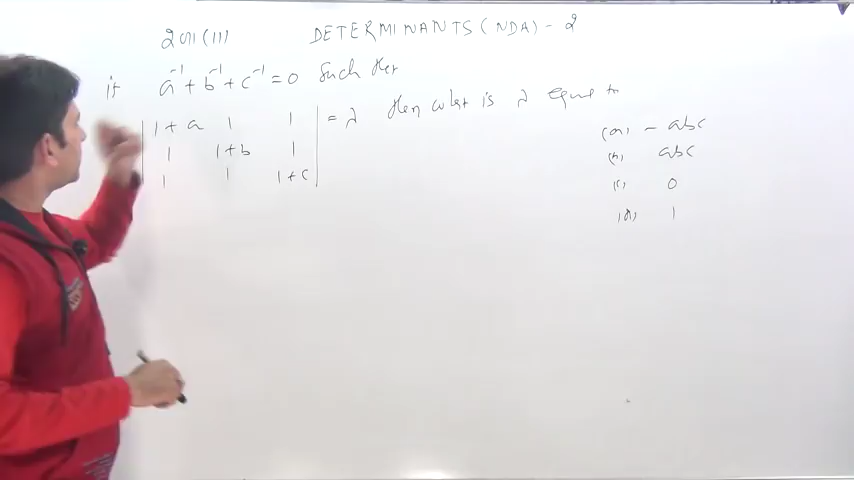 2011(II) DETERMINANTS (NDA) - 2
if a⁻¹ + b⁻¹ + c⁻¹ = 0 Such that
| 1 + a 1 1 | = λ then what is λ equal to
| 1 1 + b 1 |
| 1 1 1 + c |
(a) - abc
(b) abc
(c) 0
(d) 1